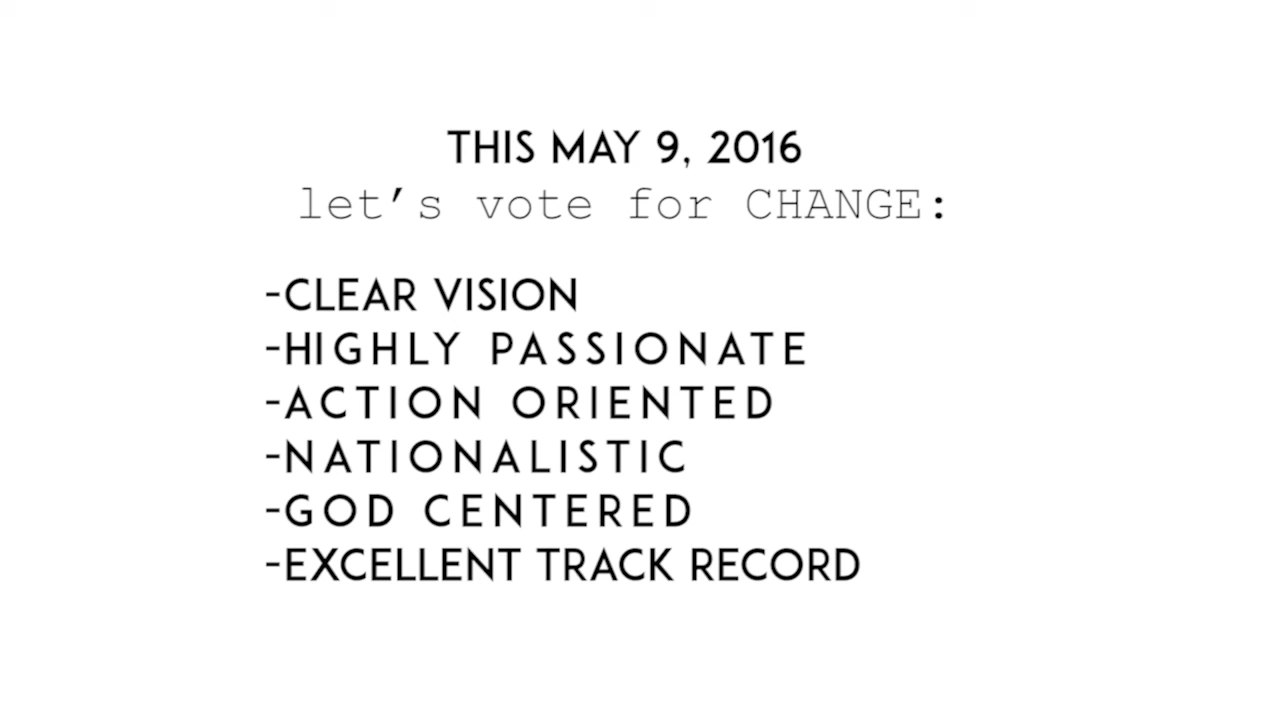 THIS MAY 9, 2016
let's vote for CHANGE:
-CLEAR VISION
-HIGHLY PASSIONATE
-ACTION ORIENTED
-NATIONALISTIC
-GOD CENTERED
-EXCELLENT TRACK RECORD